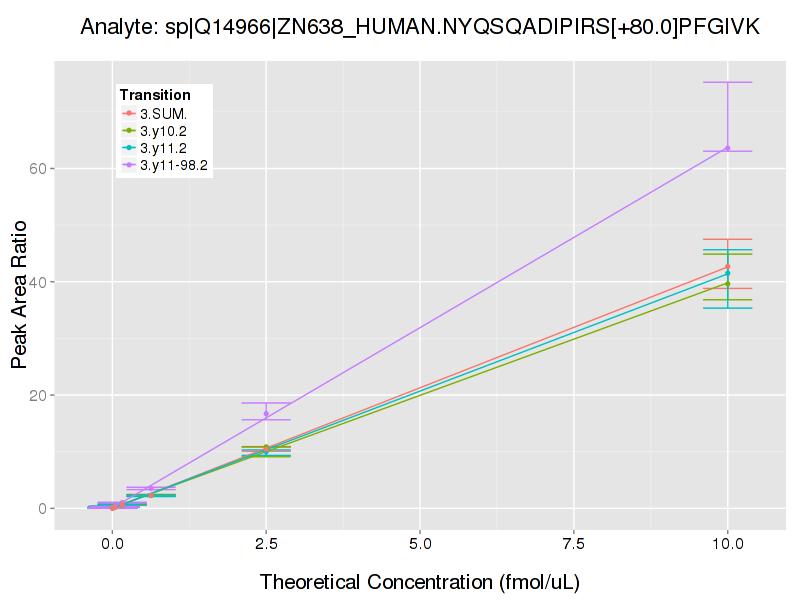 Analyte: sp|Q14966|ZN638_HUMAN.NYQSQADIPIRS[+80.0]PFGIVK
Transition
3.SUM.
3.y10.2
3.y11.2
3.y11-98.2
60
40
20
0
Peak Area Ratio
0.0 2.5 5.0 7.5 10.0
Theoretical Concentration (fmol/uL)